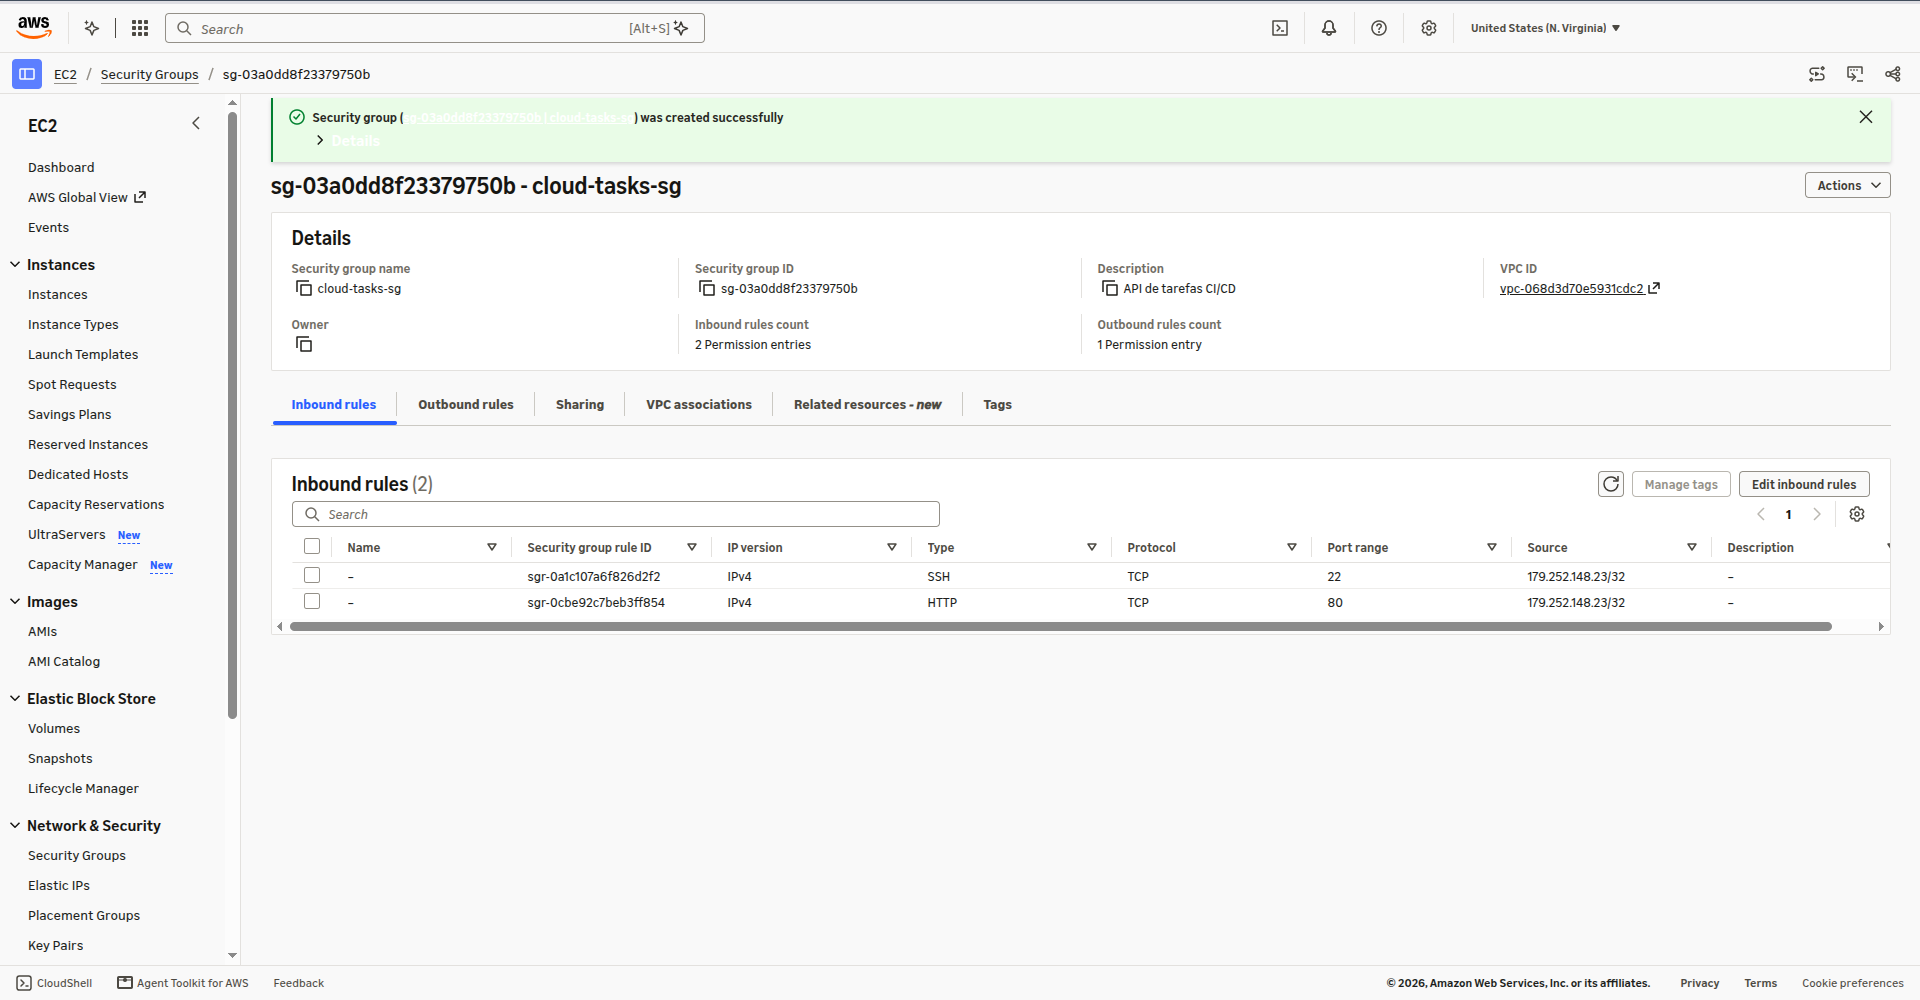 aws
Search [Alt+S]
United States (N. Virginia)
EC2 / Security Groups / sg-03a0dd8f23379750b
EC2
Dashboard
AWS Global View
Events
Instances
Instances
Instance Types
Launch Templates
Spot Requests
Savings Plans
Reserved Instances
Dedicated Hosts
Capacity Reservations
UltraServers New
Capacity Manager New
Images
AMIs
AMI Catalog
Elastic Block Store
Volumes
Snapshots
Lifecycle Manager
Network & Security
Security Groups
Elastic IPs
Placement Groups
Key Pairs
Security group (sg-03a0dd8f23379750b | cloud-tasks-sg) was created successfully
Details
sg-03a0dd8f23379750b - cloud-tasks-sg
Actions
Details
Security group name
cloud-tasks-sg
Security group ID
sg-03a0dd8f23379750b
Description
API de tarefas CI/CD
VPC ID
vpc-068d3d70e5931cdc2
Owner
Inbound rules count
2 Permission entries
Outbound rules count
1 Permission entry
Inbound rules Outbound rules Sharing VPC associations Related resources - new Tags
Inbound rules (2)
Manage tags Edit inbound rules
Search
1
Name Security group rule ID IP version Type Protocol Port range Source Description
– sgr-0a1c107a6f826d2f2 IPv4 SSH TCP 22 179.252.148.23/32 –
– sgr-0cbe92c7beb3ff854 IPv4 HTTP TCP 80 179.252.148.23/32 –
CloudShell Agent Toolkit for AWS Feedback © 2026, Amazon Web Services, Inc. or its affiliates. Privacy Terms Cookie preferences